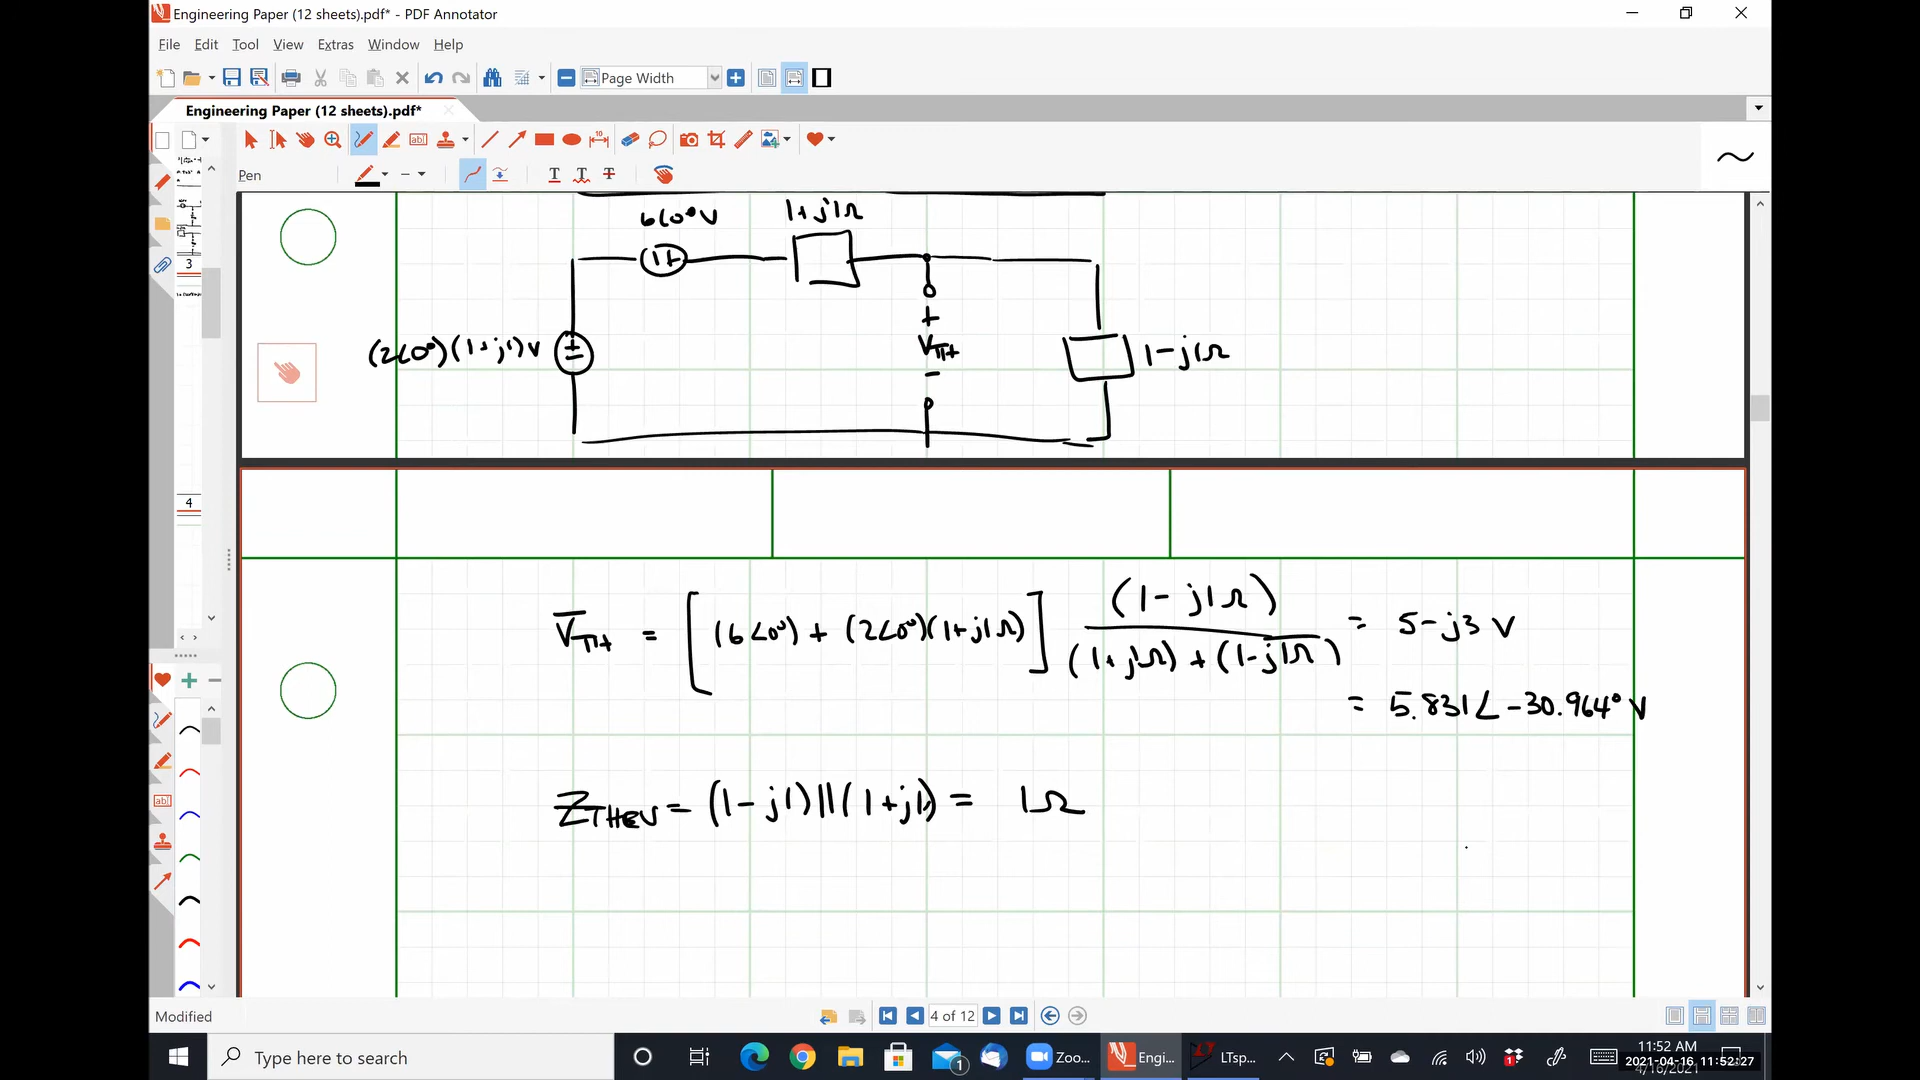 Engineering Paper (12 sheets).pdf* - PDF Annotator
File Edit Tool View Extras Window Help
Page Width
Engineering Paper (12 sheets).pdf*
Pen
6∠0° V
1+j1Ω
(2∠0°)(1+j1)V
+
VTH
-
1-j1Ω
3
4
VTH = [(6∠0°) + (2∠0°)(1+j1Ω)] (1-j1Ω) / (1+j1Ω)+(1-j1Ω) = 5-j3 V
= 5.831∠-30.964° V
ZTHEV = (1-j1)||(1+j1) = 1Ω
Modified
4 of 12
Type here to search
Zoo...
Engi...
LTsp...
11:52 AM
2021-04-16, 11:52:27
4/16/2021